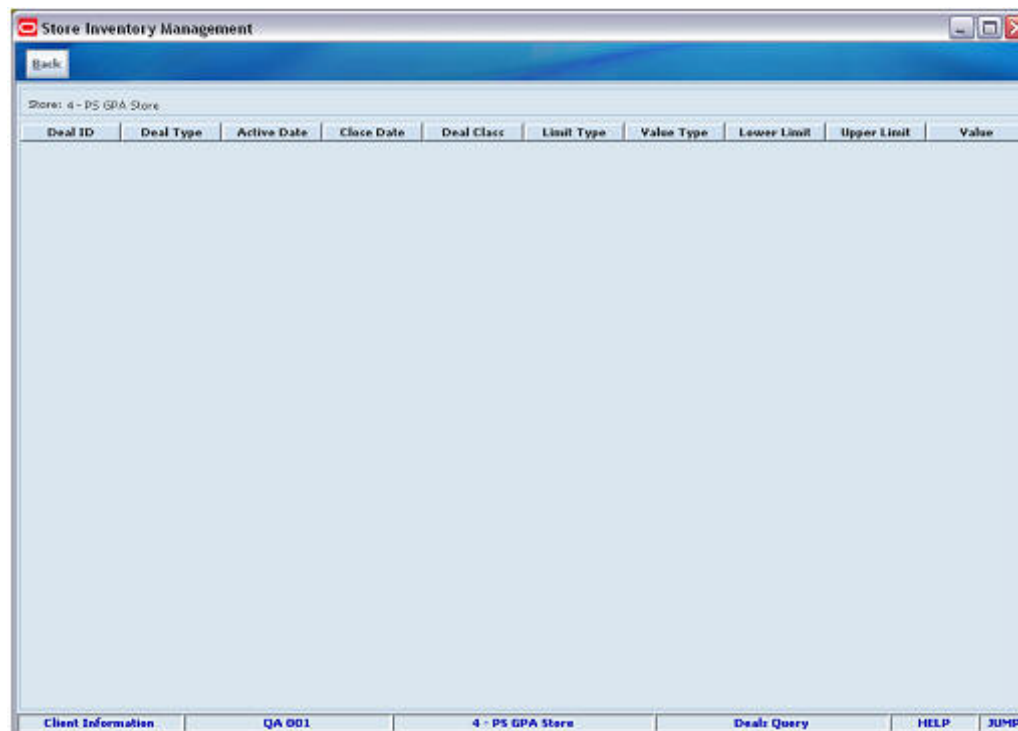 Store Inventory Management
Back
Store: 4 - PS GPA Store
Deal ID Deal Type Active Date Close Date Deal Class Limit Type Value Type Lower Limit Upper Limit Value
Client Information QA 001 4 - PS GPA Store Deals Query HELP JUMP